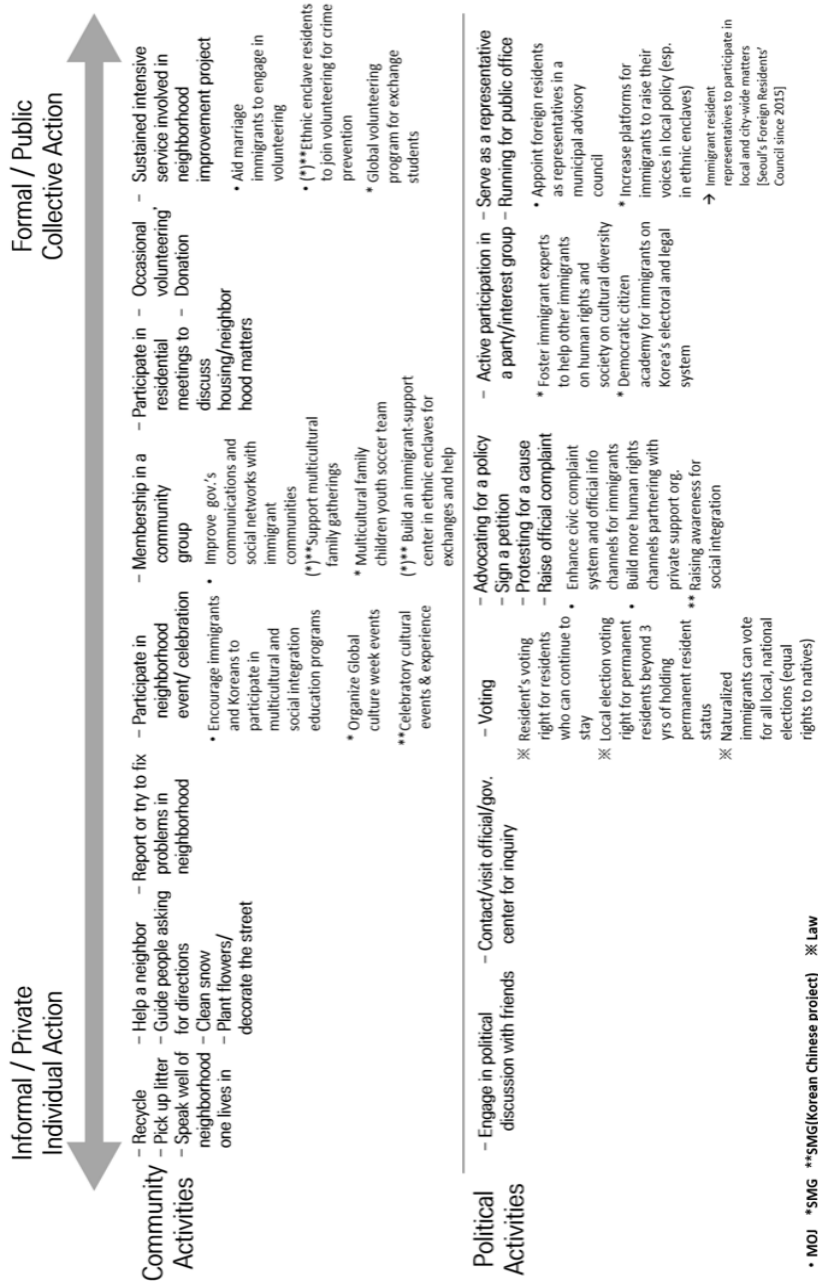 Informal / Private
Individual Action
Formal / Public
Collective Action
Community
Activities
– Recycle
– Pick up litter
– Speak well of
neighborhood
one lives in
– Help a neighbor
– Guide people asking
for directions
– Clean snow
– Plant flowers/
decorate the street
– Report or try to fix
problems in
neighborhood
– Participate in
neighborhood
event/ celebration
• Encourage immigrants
and Koreans to
participate in
multicultural and
social integration
education programs
* Organize Global
culture week events
**Celebratory cultural
events & experience
– Membership in a
community
group
• Improve gov.'s
communications and
social networks with
immigrant
communities
(*)**Support multicultural
family gatherings
* Multicultural family
children youth soccer team
(*)** Build an immigrant-support
center in ethnic enclaves for
exchanges and help
– Participate in
residential
meetings to
discuss
housing/neighbor
hood matters
– Occasional
volunteering'
– Donation
– Sustained intensive
service involved in
neighborhood
improvement project
• Aid marriage
immigrants to engage in
volunteering
• (*)**Ethnic enclave residents
to join volunteering for crime
prevention
* Global volunteering
program for exchange
students
Political
Activities
– Engage in political
discussion with friends
– Contact/visit official/gov.
center for inquiry
– Voting
※ Resident's voting
right for residents
who can continue to
stay
※ Local election voting
right for permanent
residents beyond 3
yrs of holding
permanent resident
status
※ Naturalized
immigrants can vote
for all local, national
elections (equal
rights to natives)
– Advocating for a policy
– Sign a petition
– Protesting for a cause
– Raise official complaint
• Enhance civic complaint
system and official info
channels for immigrants
• Build more human rights
channels partnering with
private support org.
** Raising awareness for
social integration
– Active participation in
a party/interest group
* Foster immigrant experts
to help other immigrants
on human rights and
society on cultural diversity
* Democratic citizen
academy for immigrants on
Korea's electoral and legal
system
– Serve as a representative
– Running for public office
• Appoint foreign residents
as representatives in a
municipal advisory
council
* Increase platforms for
immigrants to raise their
voices in local policy (esp.
in ethnic enclaves)
→ Immigrant resident
representatives to participate in
local and city-wide matters
[Seoul's Foreign Residents'
Council since 2015]
• MOJ *SMG **SMG(Korean Chinese project) ※ Law